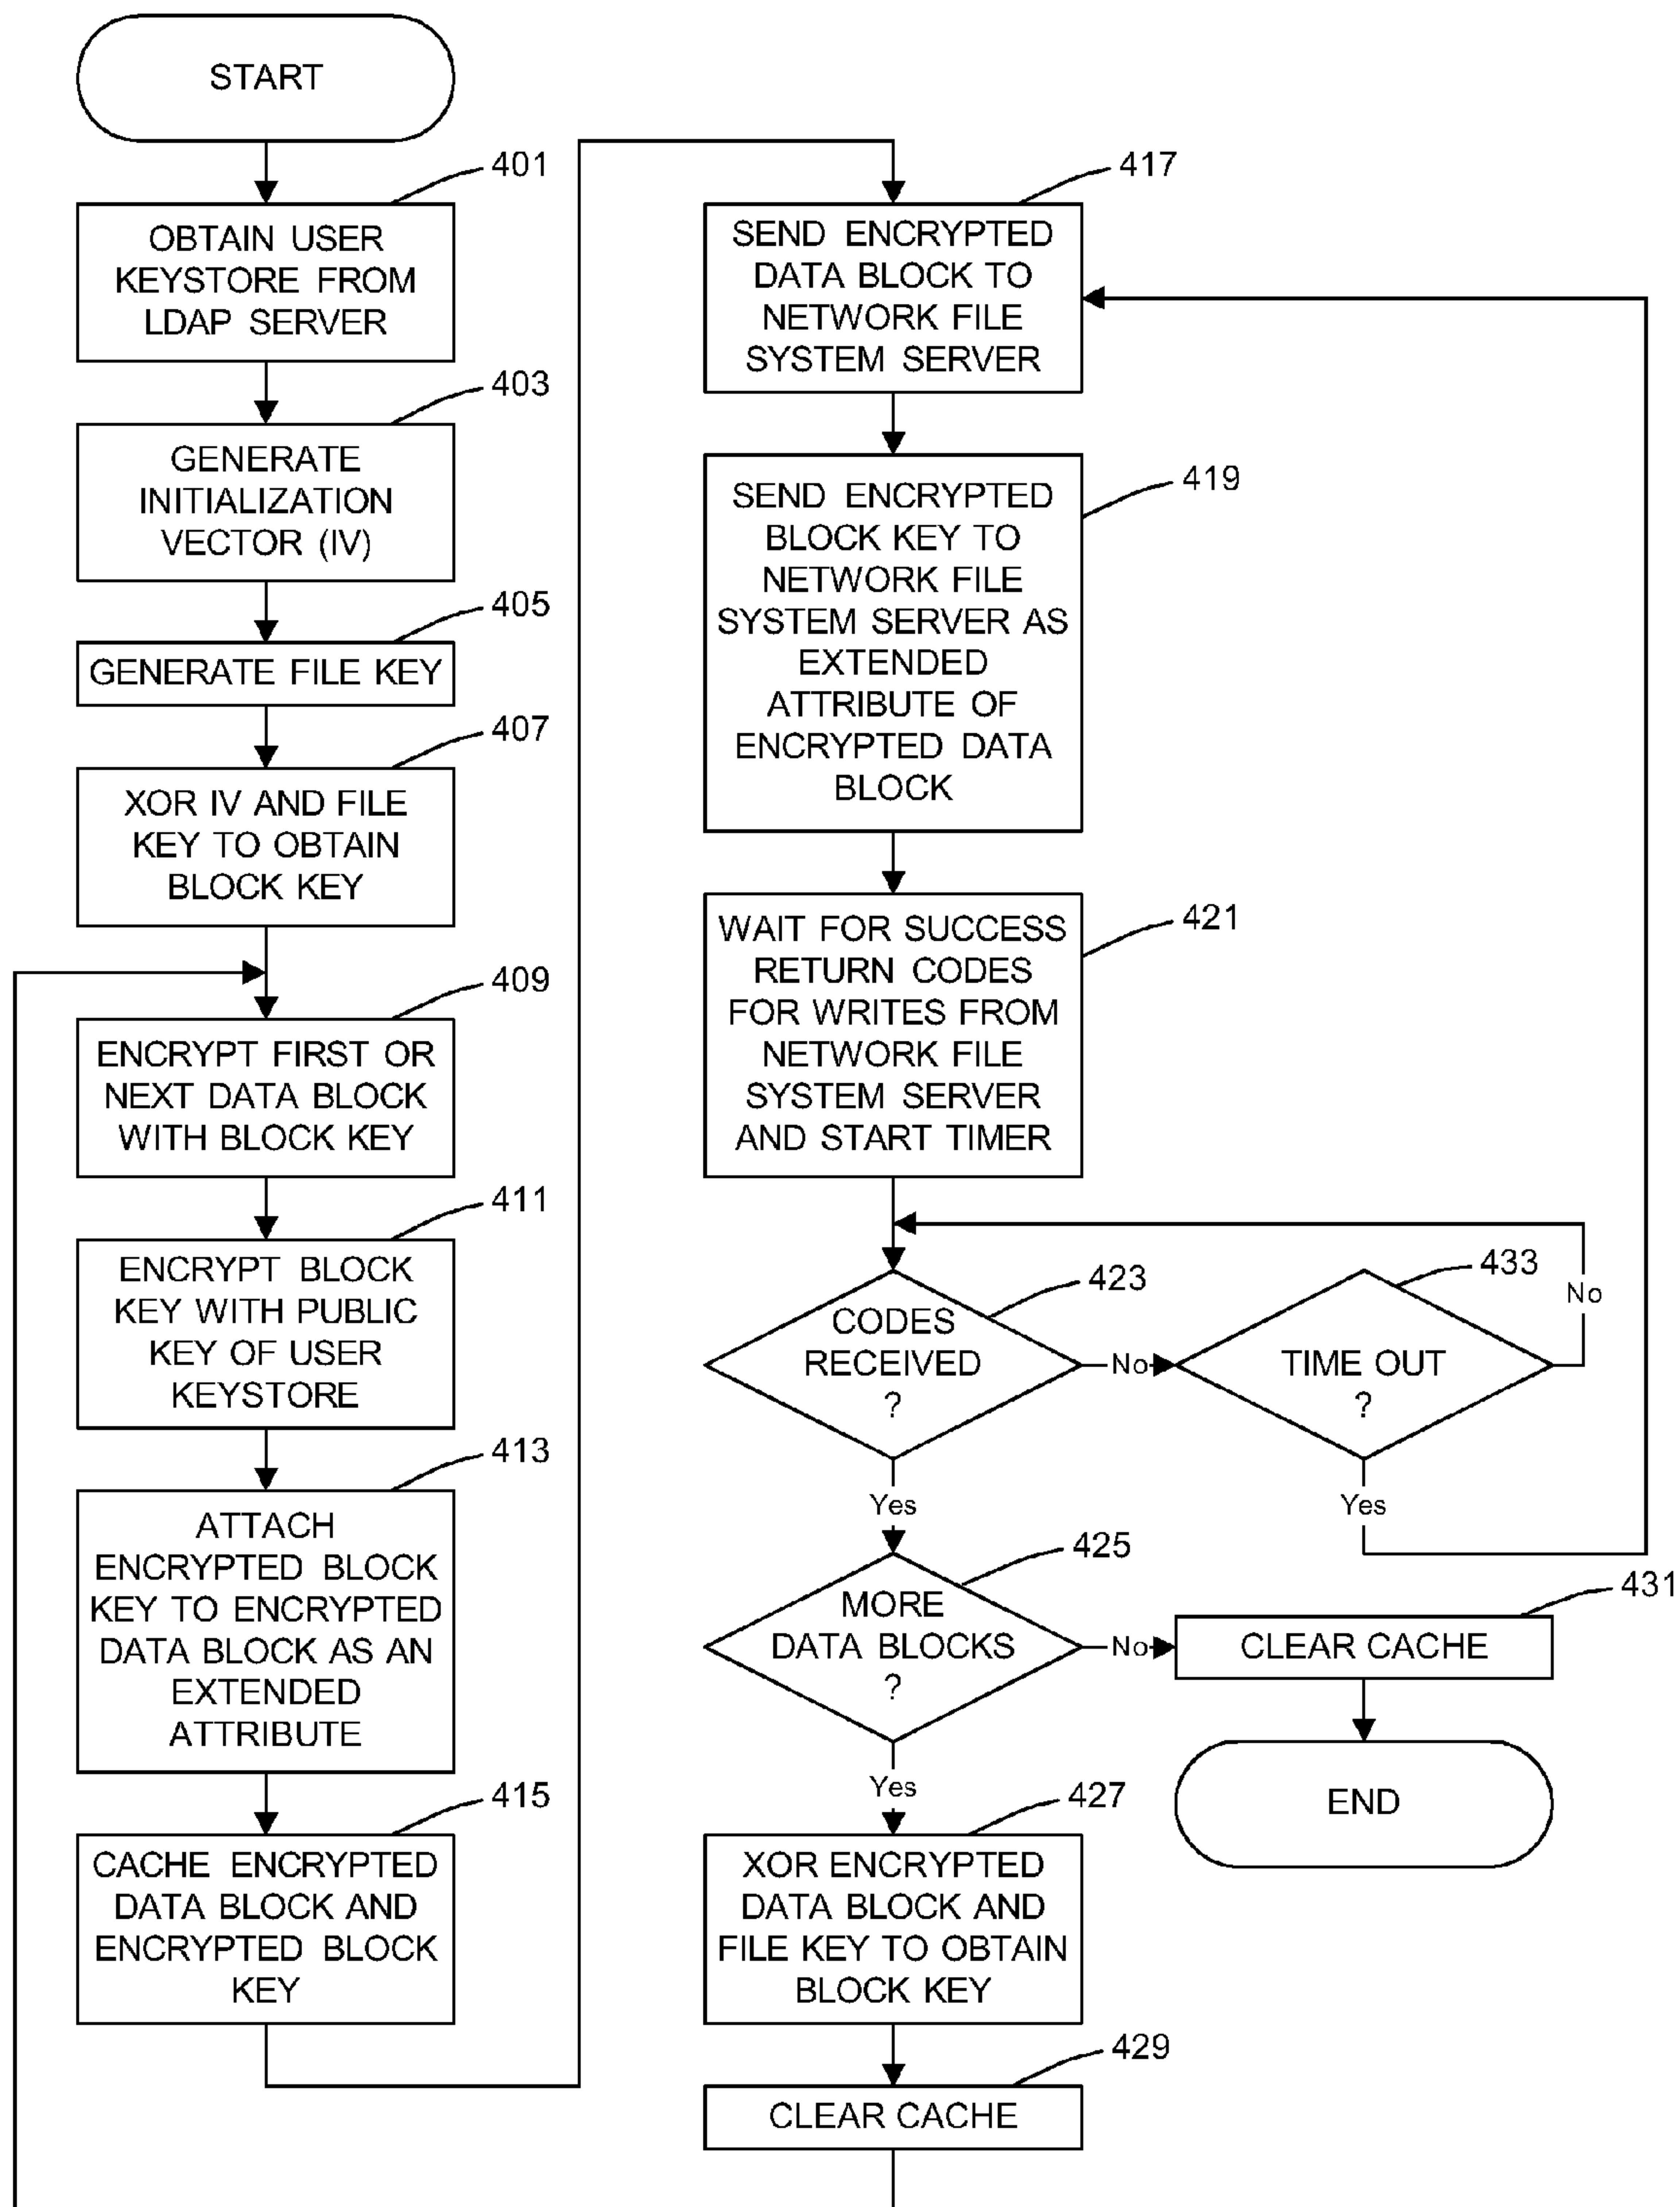 START
401
OBTAIN USER
KEYSTORE FROM
LDAP SERVER
403
GENERATE
INITIALIZATION
VECTOR (IV)
405
GENERATE FILE KEY
407
XOR IV AND FILE
KEY TO OBTAIN
BLOCK KEY
409
ENCRYPT FIRST OR
NEXT DATA BLOCK
WITH BLOCK KEY
411
ENCRYPT BLOCK
KEY WITH PUBLIC
KEY OF USER
KEYSTORE
413
ATTACH
ENCRYPTED BLOCK
KEY TO ENCRYPTED
DATA BLOCK AS AN
EXTENDED
ATTRIBUTE
415
CACHE ENCRYPTED
DATA BLOCK AND
ENCRYPTED BLOCK
KEY
417
SEND ENCRYPTED
DATA BLOCK TO
NETWORK FILE
SYSTEM SERVER
419
SEND ENCRYPTED
BLOCK KEY TO
NETWORK FILE
SYSTEM SERVER AS
EXTENDED
ATTRIBUTE OF
ENCRYPTED DATA
BLOCK
421
WAIT FOR SUCCESS
RETURN CODES
FOR WRITES FROM
NETWORK FILE
SYSTEM SERVER
AND START TIMER
423
CODES
RECEIVED
?
No
433
TIME OUT
?
No
Yes
Yes
425
MORE
DATA BLOCKS
?
No
431
CLEAR CACHE
END
Yes
427
XOR ENCRYPTED
DATA BLOCK AND
FILE KEY TO OBTAIN
BLOCK KEY
429
CLEAR CACHE